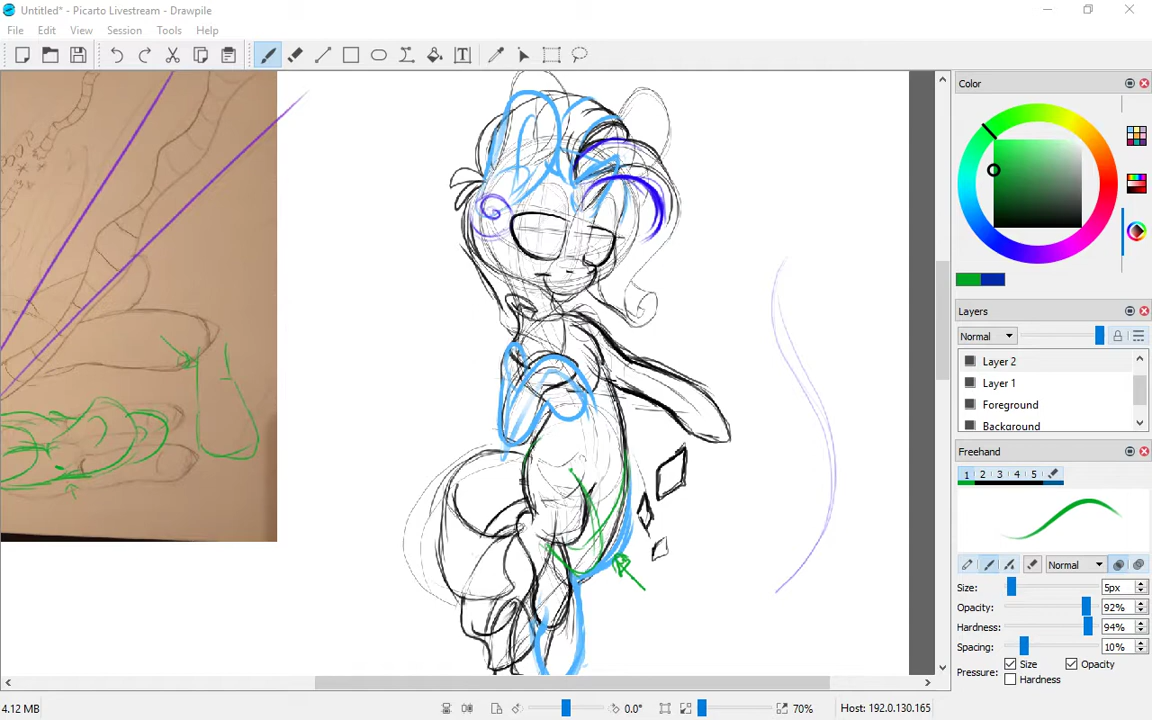 Untitled* - Picarto Livestream - Drawpile
File Edit View Session Tools Help
Color
Layers
Normal
Layer 2
Layer 1
Foreground
Background
Freehand
1 2 3 4 5
Normal
Size: 5px
Opacity: 92%
Hardness: 94%
Spacing: 10%
Pressure: Size Opacity
Hardness
4.12 MB 0.0° 70% Host: 192.0.130.165